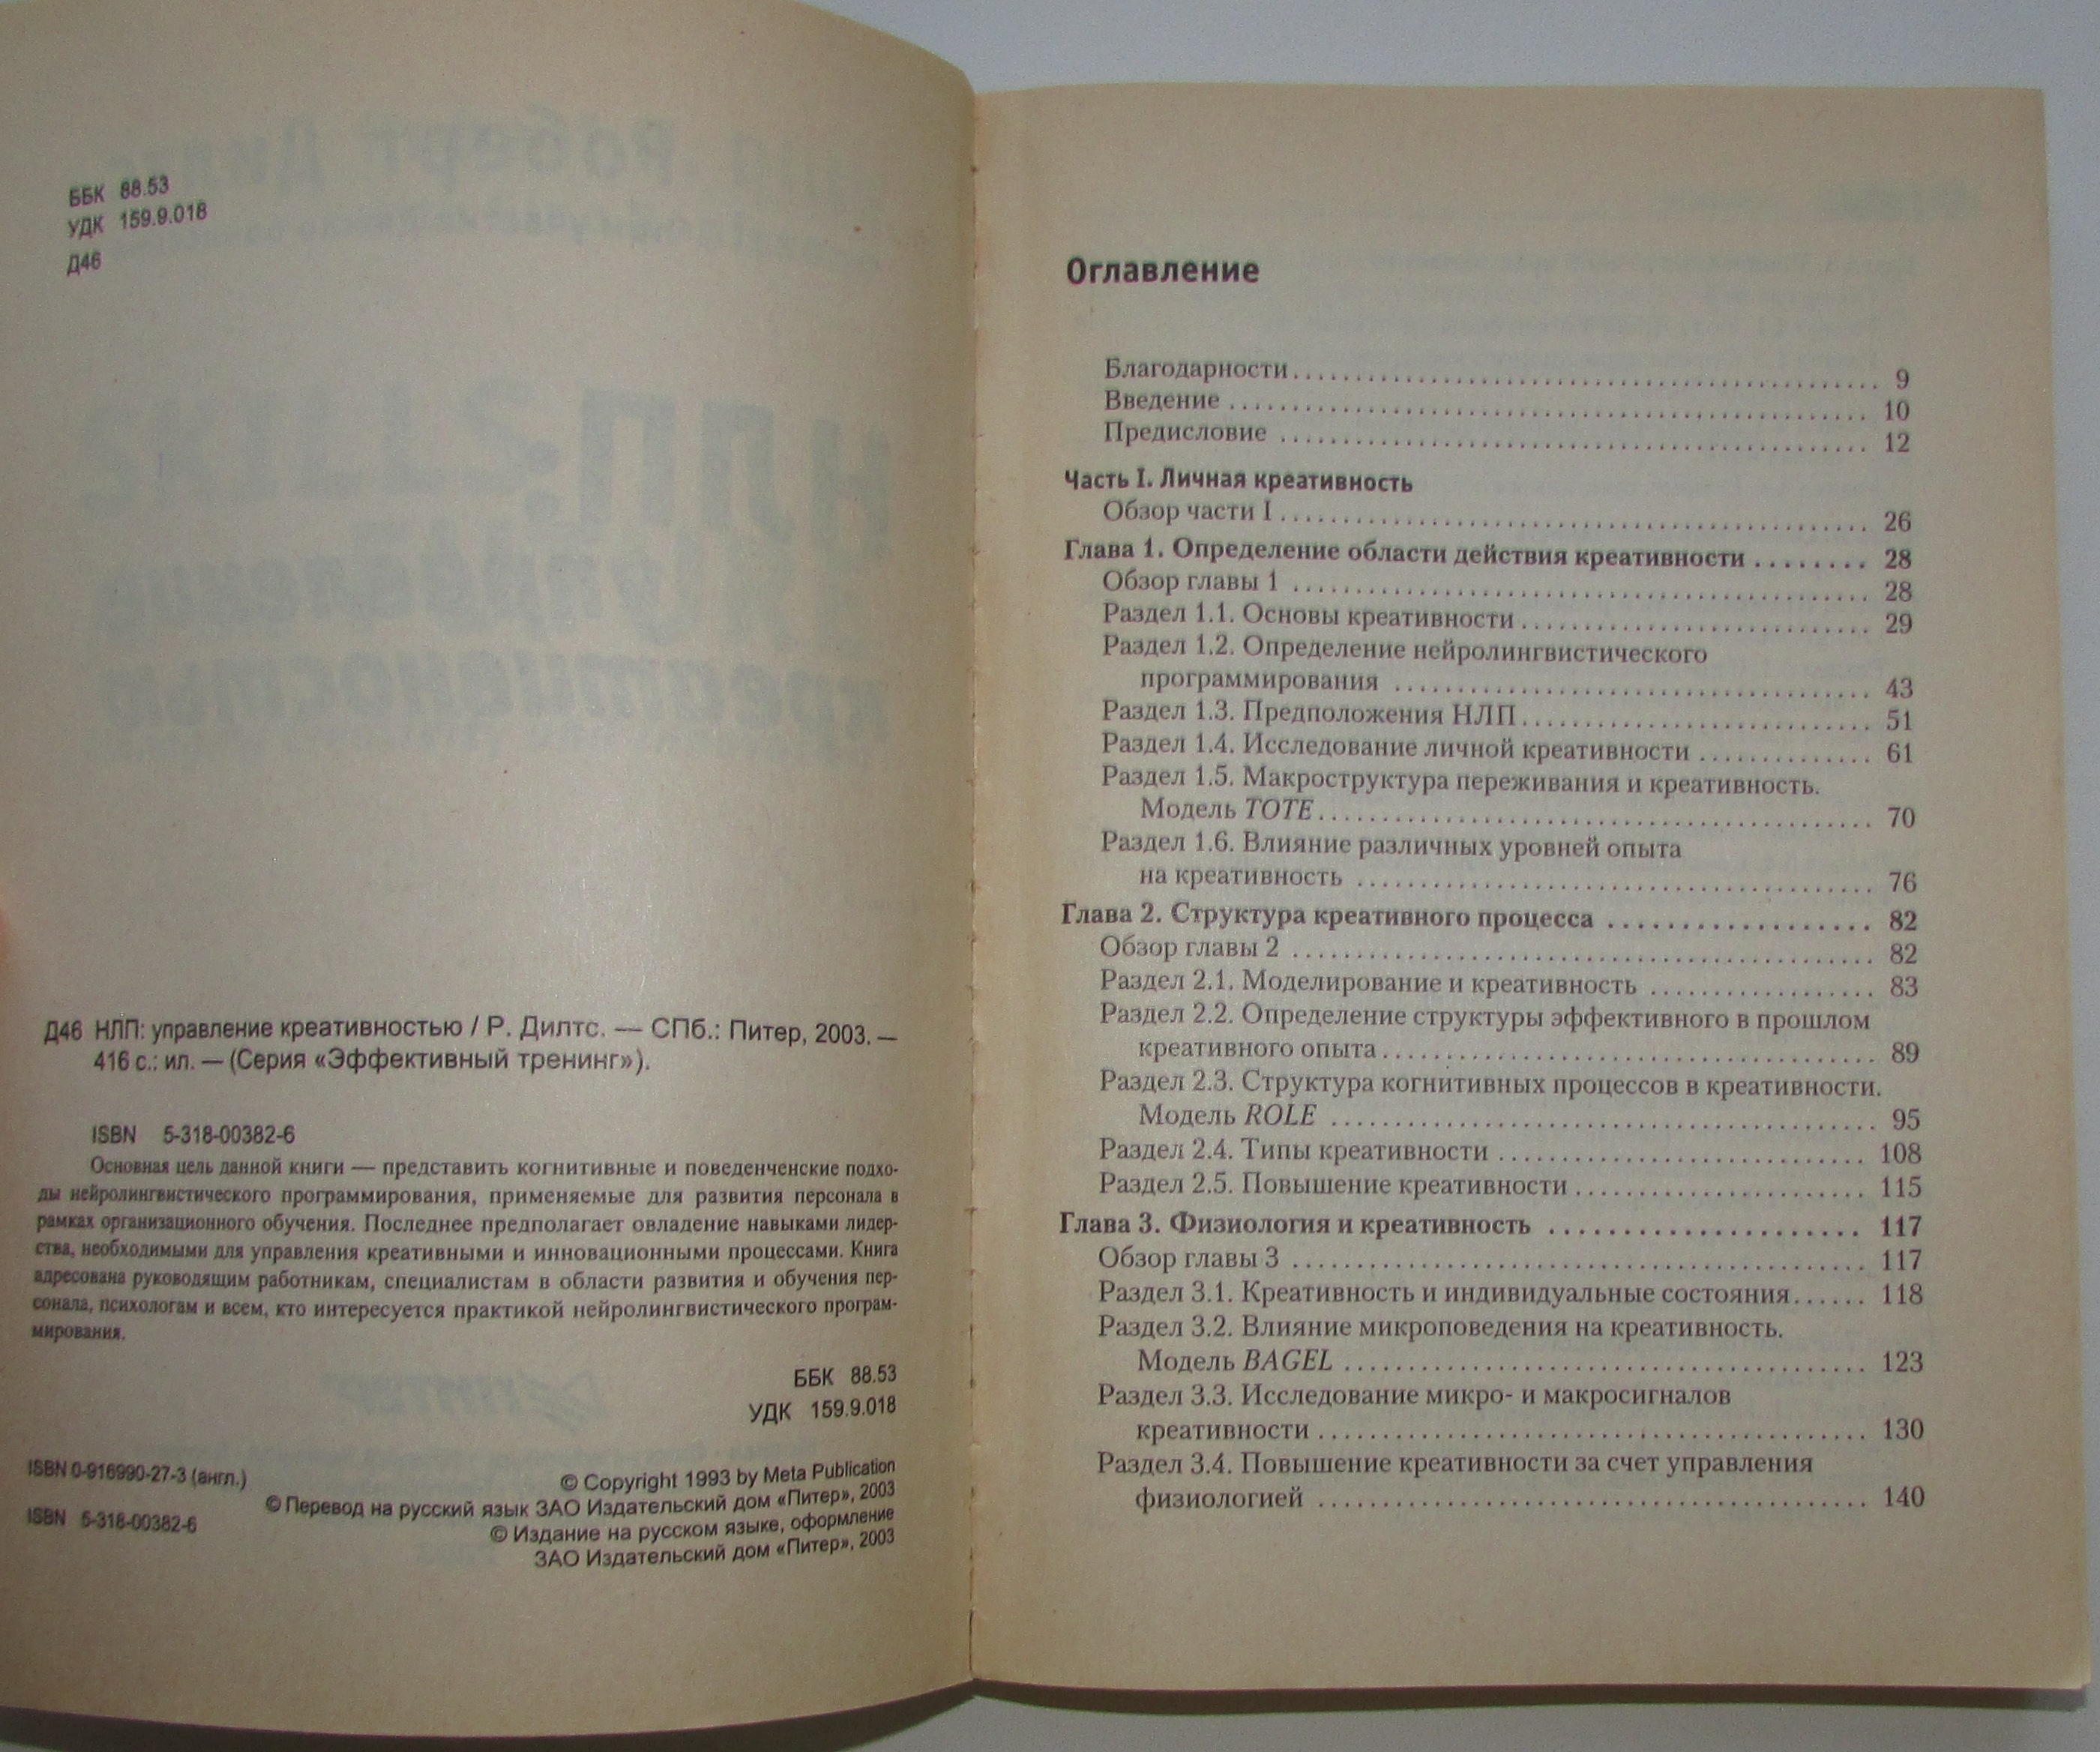 ББК 88.53
УДК 159.9.018
Д46
Д46 НЛП: управление креативностью / Р. Дилтс. — СПб.: Питер, 2003. —
416 с.: ил. — (Серия «Эффективный тренинг»).
ISBN 5-318-00382-6
Основная цель данной книги — представить когнитивные и поведенченские подхо-
ды нейролингвистического программирования, применяемые для развития персонала в
рамках организационного обучения. Последнее предполагает овладение навыками лидер-
ства, необходимыми для управления креативными и инновационными процессами. Книга
адресована руководящим работникам, специалистам в области развития и обучения пер-
сонала, психологам и всем, кто интересуется практикой нейролингвистического програм-
мирования.
ББК 88.53
УДК 159.9.018
ISBN 0-916990-27-3 (англ.)
ISBN 5-318-00382-6
© Copyright 1993 by Meta Publication
© Перевод на русский язык ЗАО Издательский дом «Питер», 2003
© Издание на русском языке, оформление
ЗАО Издательский дом «Питер», 2003
Оглавление
Благодарности 9
Введение 10
Предисловие 12
Часть I. Личная креативность
Обзор части I 26
Глава 1. Определение области действия креативности 28
Обзор главы 1 28
Раздел 1.1. Основы креативности 29
Раздел 1.2. Определение нейролингвистического
программирования 43
Раздел 1.3. Предположения НЛП 51
Раздел 1.4. Исследование личной креативности 61
Раздел 1.5. Макроструктура переживания и креативность.
Модель TOTE 70
Раздел 1.6. Влияние различных уровней опыта
на креативность 76
Глава 2. Структура креативного процесса 82
Обзор главы 2 82
Раздел 2.1. Моделирование и креативность 83
Раздел 2.2. Определение структуры эффективного в прошлом
креативного опыта 89
Раздел 2.3. Структура когнитивных процессов в креативности.
Модель ROLE 95
Раздел 2.4. Типы креативности 108
Раздел 2.5. Повышение креативности 115
Глава 3. Физиология и креативность 117
Обзор главы 3 117
Раздел 3.1. Креативность и индивидуальные состояния 118
Раздел 3.2. Влияние микроповедения на креативность.
Модель BAGEL 123
Раздел 3.3. Исследование микро- и макросигналов
креативности 130
Раздел 3.4. Повышение креативности за счет управления
физиологией 140